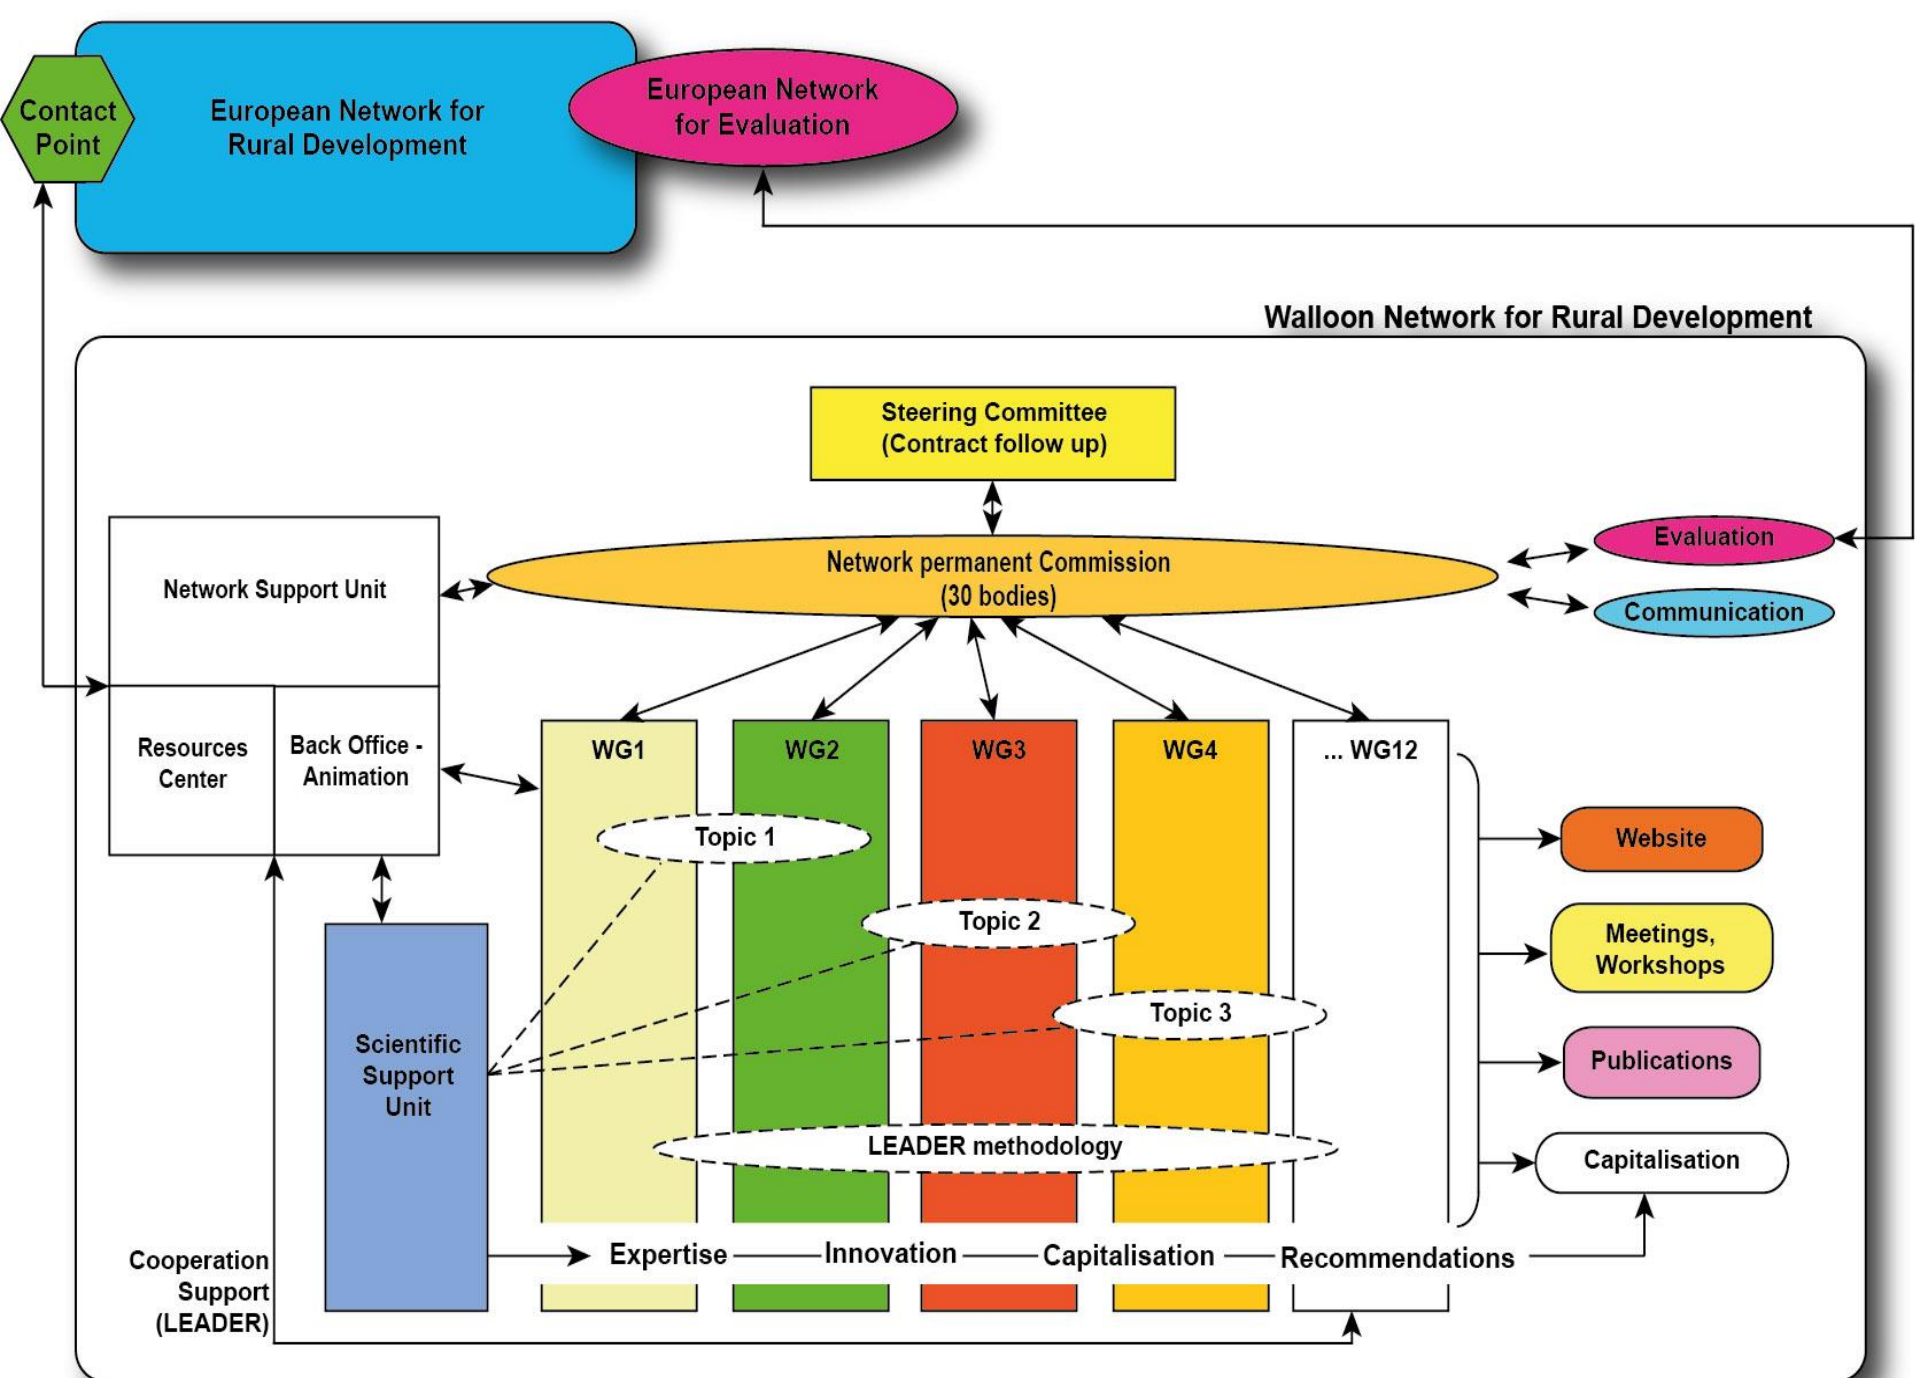 Contact
Point
European Network for
Rural Development
European Network
for Evaluation
Walloon Network for Rural Development
Steering Committee
(Contract follow up)
Network permanent Commission
(30 bodies)
Evaluation
Communication
Network Support Unit
Resources
Center
Back Office -
Animation
WG1
WG2
WG3
WG4
... WG12
Topic 1
Topic 2
Topic 3
LEADER methodology
Scientific
Support
Unit
Website
Meetings,
Workshops
Publications
Capitalisation
Expertise
Innovation
Capitalisation
Recommendations
Cooperation
Support
(LEADER)